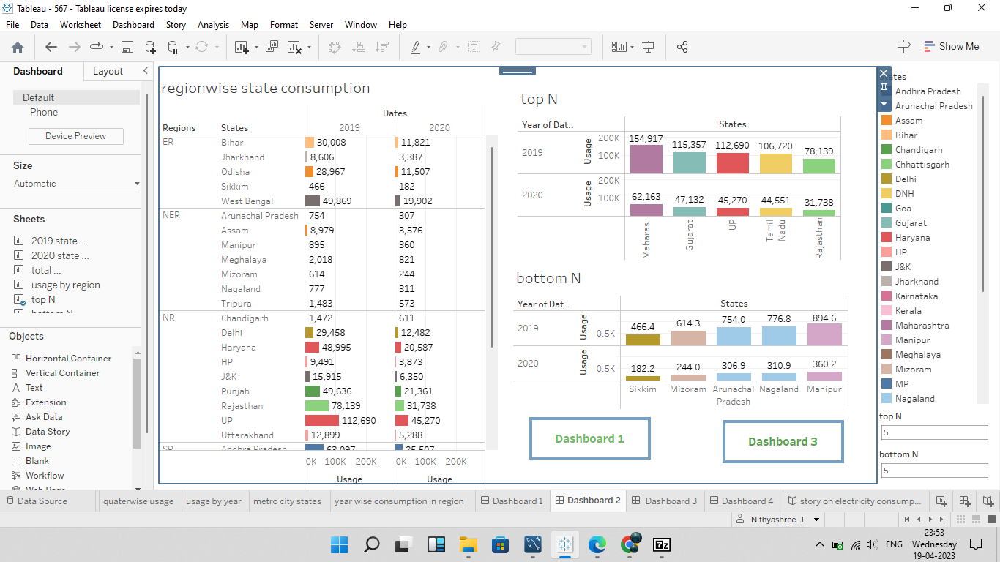 Tableau - 567 - Tableau license expires today
File Data Worksheet Dashboard Story Analysis Map Format Server Window Help
Show Me
Dashboard Layout
Default
Phone
Device Preview
Size
Automatic
Sheets
2019 state ...
2020 state ...
total ...
usage by region
top N
Objects
Horizontal Container
Vertical Container
Text
Extension
Ask Data
Data Story
Image
Blank
Workflow
Web Page
regionwise state consumption
Dates
Regions States 2019 2020
ER Bihar 30,008 11,821
Jharkhand 8,606 3,387
Odisha 28,967 11,507
Sikkim 466 182
West Bengal 49,869 19,902
NER Arunachal Pradesh 754 307
Assam 8,979 3,576
Manipur 895 360
Meghalaya 2,018 821
Mizoram 614 244
Nagaland 777 311
Tripura 1,483 573
NR Chandigarh 1,472 611
Delhi 29,458 12,482
Haryana 48,995 20,587
HP 9,491 3,873
J&K 15,915 6,350
Punjab 49,636 21,361
Rajasthan 78,139 31,738
UP 112,690 45,270
Uttarakhand 12,899 5,288
SR Andhra Pradesh 63,097 25,507
0K 100K 200K 0K 100K 200K
Usage Usage
top N
Year of Dat.. States
2019 Usage 200K 100K 154,917 115,357 112,690 106,720 78,139
2020 Usage 200K 100K 62,163 47,132 45,270 44,551 31,738
Maharas.. Gujarat UP Tamil Nadu Rajasthan
bottom N
Year of Dat.. States
2019 Usage 0.5K 466.4 614.3 754.0 776.8 894.6
2020 Usage 0.5K 182.2 244.0 306.9 310.9 360.2
Sikkim Mizoram Arunachal Pradesh Nagaland Manipur
Dashboard 1 Dashboard 3
Andhra Pradesh
Arunachal Pradesh
Assam
Bihar
Chandigarh
Chhattisgarh
Delhi
DNH
Goa
Gujarat
Haryana
HP
J&K
Jharkhand
Karnataka
Kerala
Maharashtra
Manipur
Meghalaya
Mizoram
MP
Nagaland
top N
5
bottom N
5
Data Source quaterwise usage usage by year metro city states year wise consumption in region Dashboard 1 Dashboard 2 Dashboard 3 Dashboard 4 story on electricity consump...
Nithyashree J
7z
ENG
23:53
Wednesday
19-04-2023